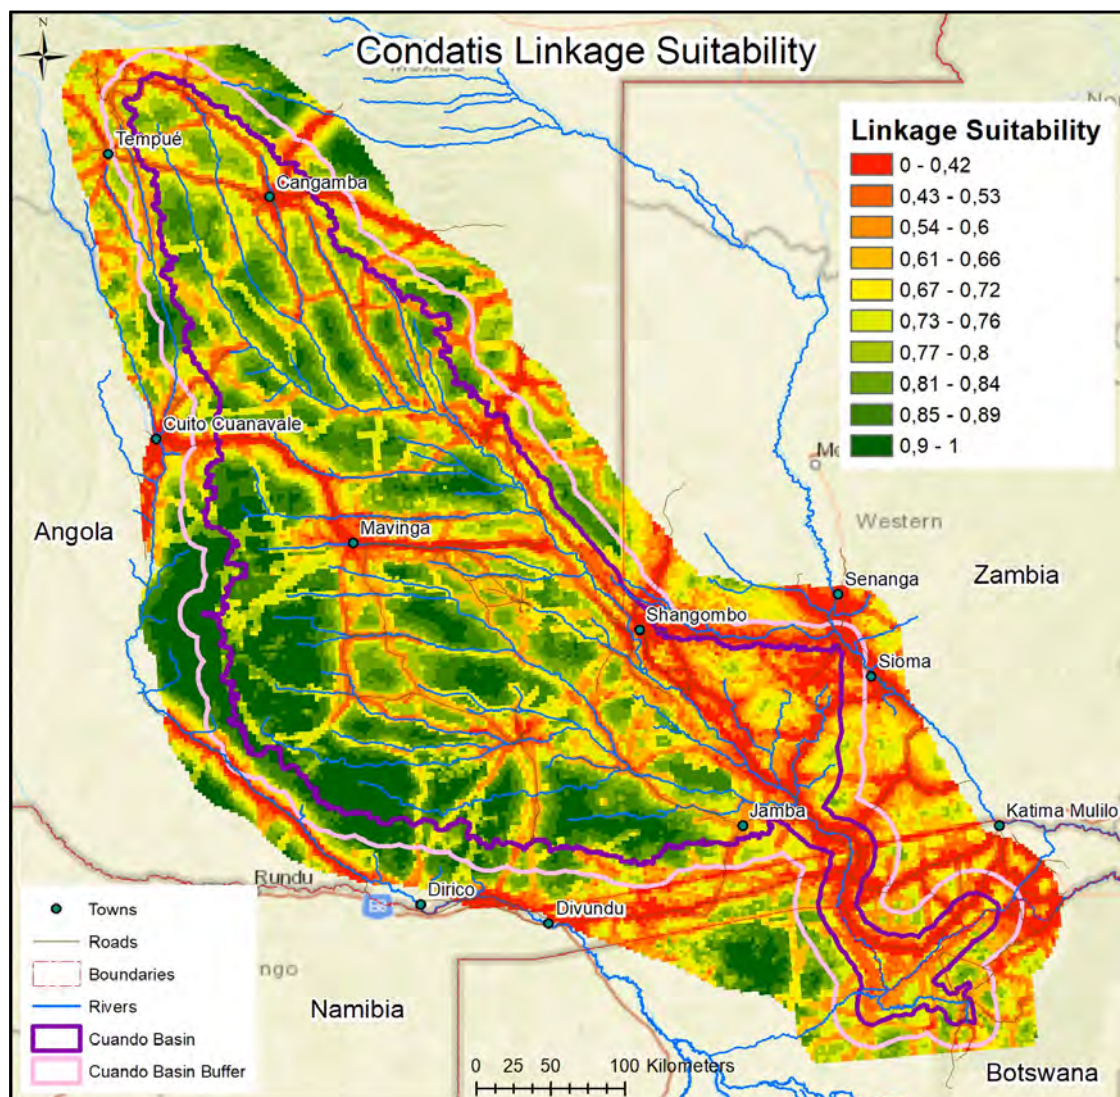 N
Condatis Linkage Suitability
Linkage Suitability
0 - 0,42
0,43 - 0,53
0,54 - 0,6
0,61 - 0,66
0,67 - 0,72
0,73 - 0,76
0,77 - 0,8
0,81 - 0,84
0,85 - 0,89
0,9 - 1
Tempué
Cangamba
Cuito Cuanavale
Mo
Western
Angola
Mavinga
Zambia
Senanga
Shangombo
Sioma
Jamba
Katima Mulilo
Rundu
Dirico
Divundu
ngo
Namibia
Botswana
Towns
Roads
Boundaries
Rivers
Cuando Basin
Cuando Basin Buffer
0 25 50 100 Kilometers